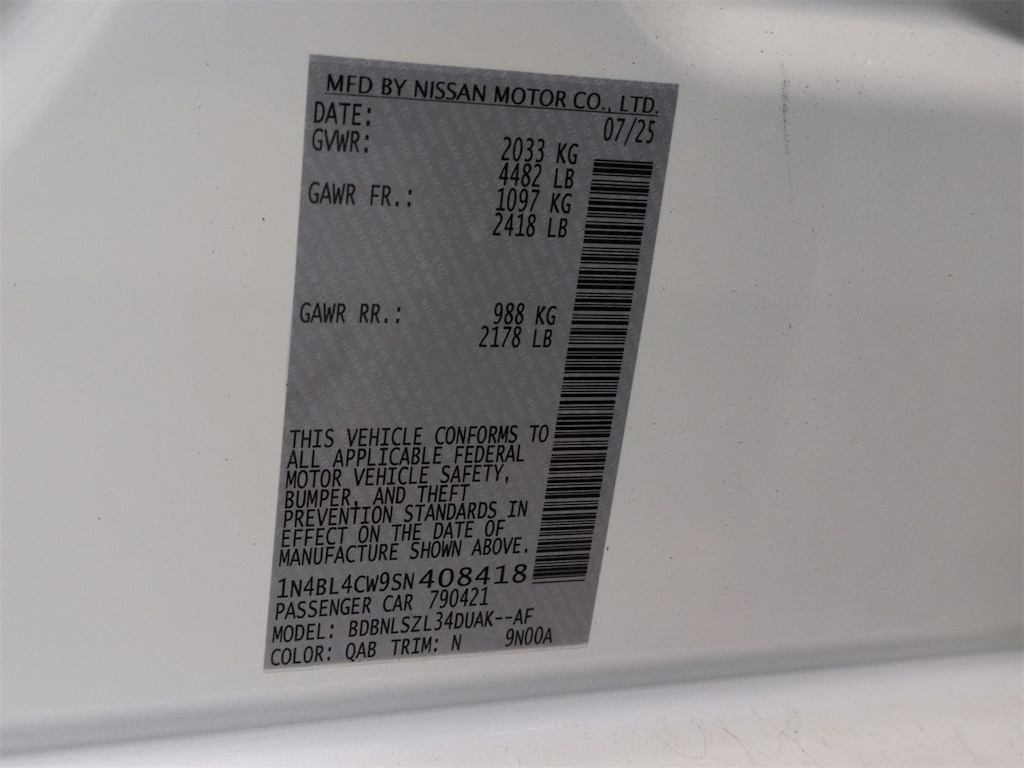 MFD BY NISSAN MOTOR CO., LTD.
DATE: 07/25
GVWR: 2033 KG
4482 LB
GAWR FR.: 1097 KG
2418 LB
GAWR RR.: 988 KG
2178 LB
THIS VEHICLE CONFORMS TO
ALL APPLICABLE FEDERAL
MOTOR VEHICLE SAFETY,
BUMPER, AND THEFT
PREVENTION STANDARDS IN
EFFECT ON THE DATE OF
MANUFACTURE SHOWN ABOVE.
1N4BL4CW9SN408418
PASSENGER CAR 790421
MODEL: BDBNLSZL34DUAK--AF
COLOR: QAB TRIM: N 9N00A